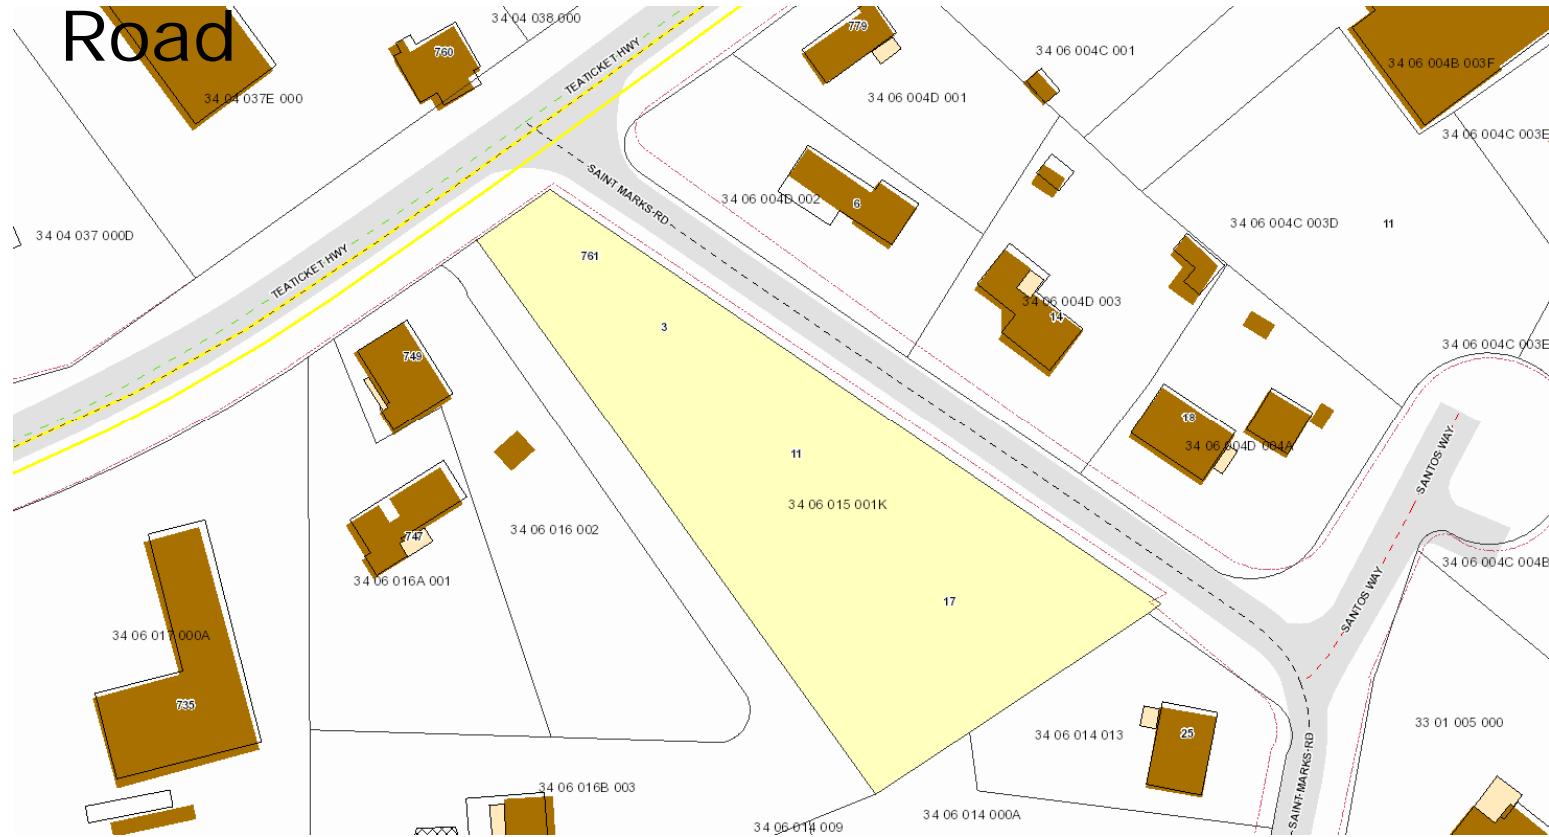 Road
34 04 038 000
760
34 04 037E 000
TEATICKET HWY
779
34 06 004C 001
34 06 004B 003F
34 06 004D 001
34 06 004C 003E
SAINT MARKS RD
34 06 004D 002
6
34 04 037 000D
34 06 004C 003D
11
761
TEATICKET HWY
34 06 004D 003
14
3
34 06 004C 003E
749
18
34 06 004D 004A
11
SANTOS WAY
34 06 015 001K
34 06 016 002
747
34 06 004C 004B
34 06 016A 001
17
SANTOS WAY
34 06 017 000A
735
33 01 005 000
34 06 014 013
25
SAINT MARKS RD
34 06 016B 003
34 06 014 000A
34 06 014 009